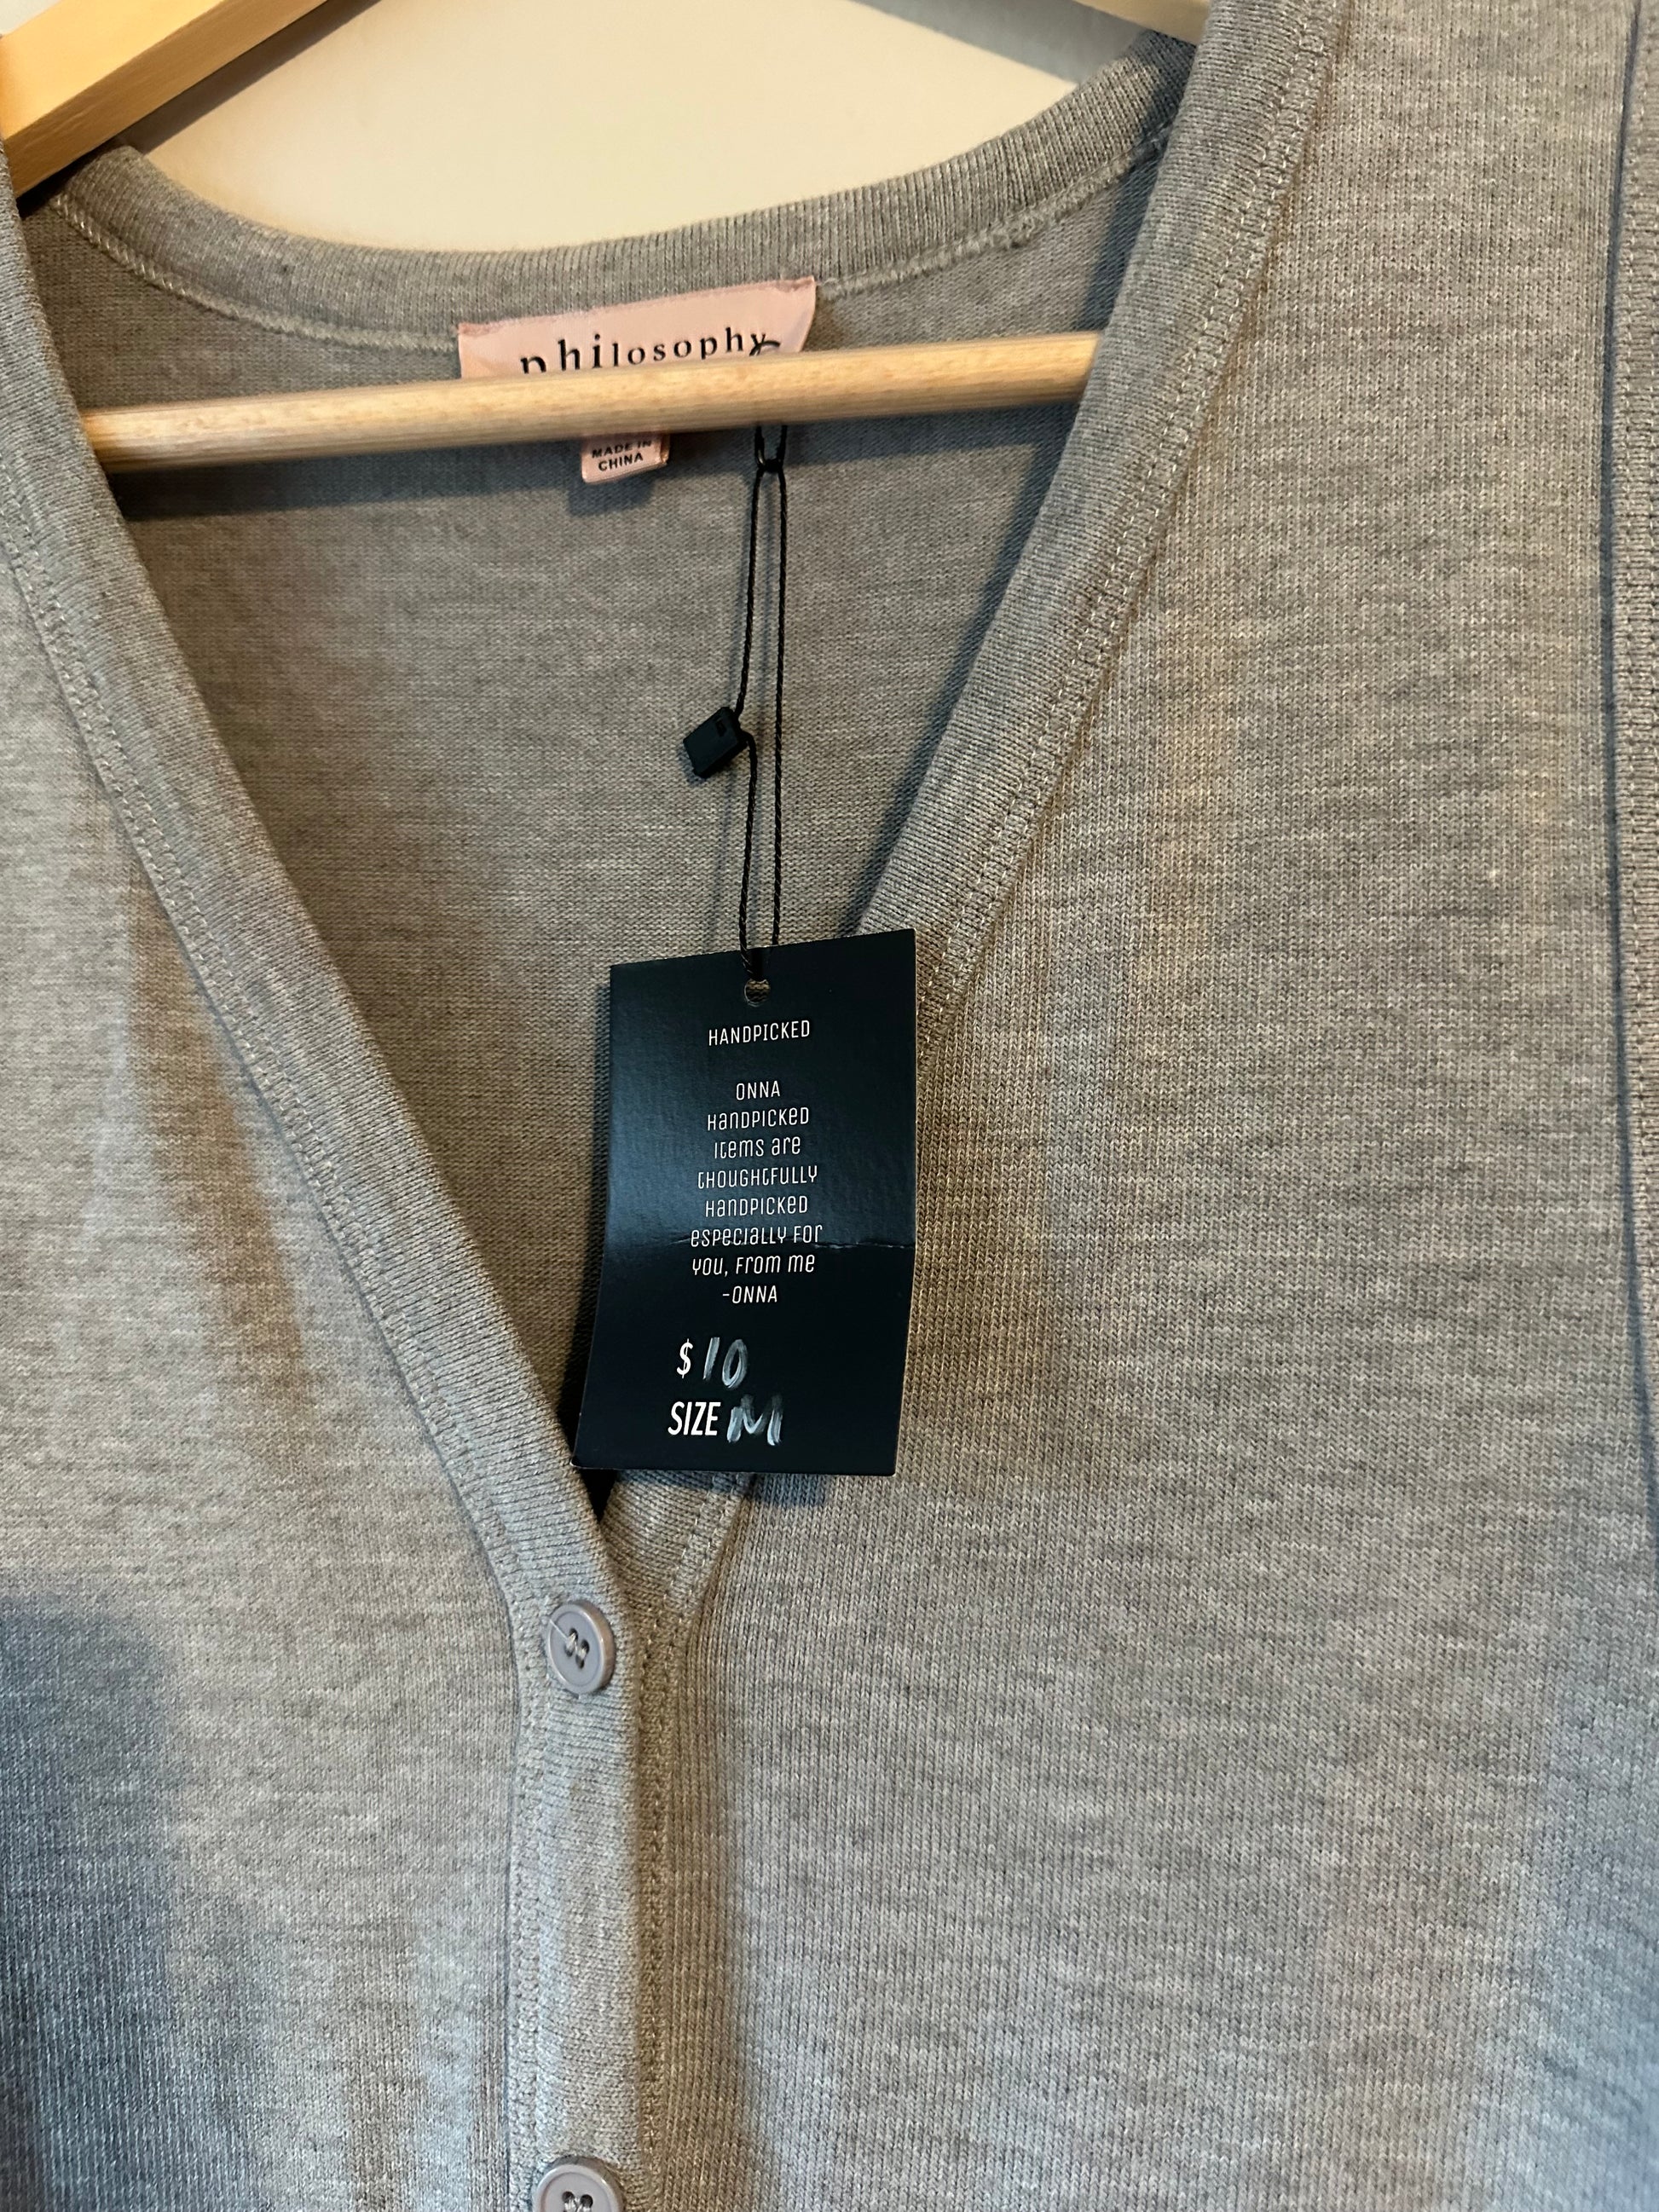 philosophy
MADE IN
CHINA
HANDPICKED
ONNA
HANDPICKED
ITEMS ARE
THOUGHTFULLY
HANDPICKED
ESPECIALLY FOR
YOU, FROM ME
-ONNA
$ 10
SIZE M